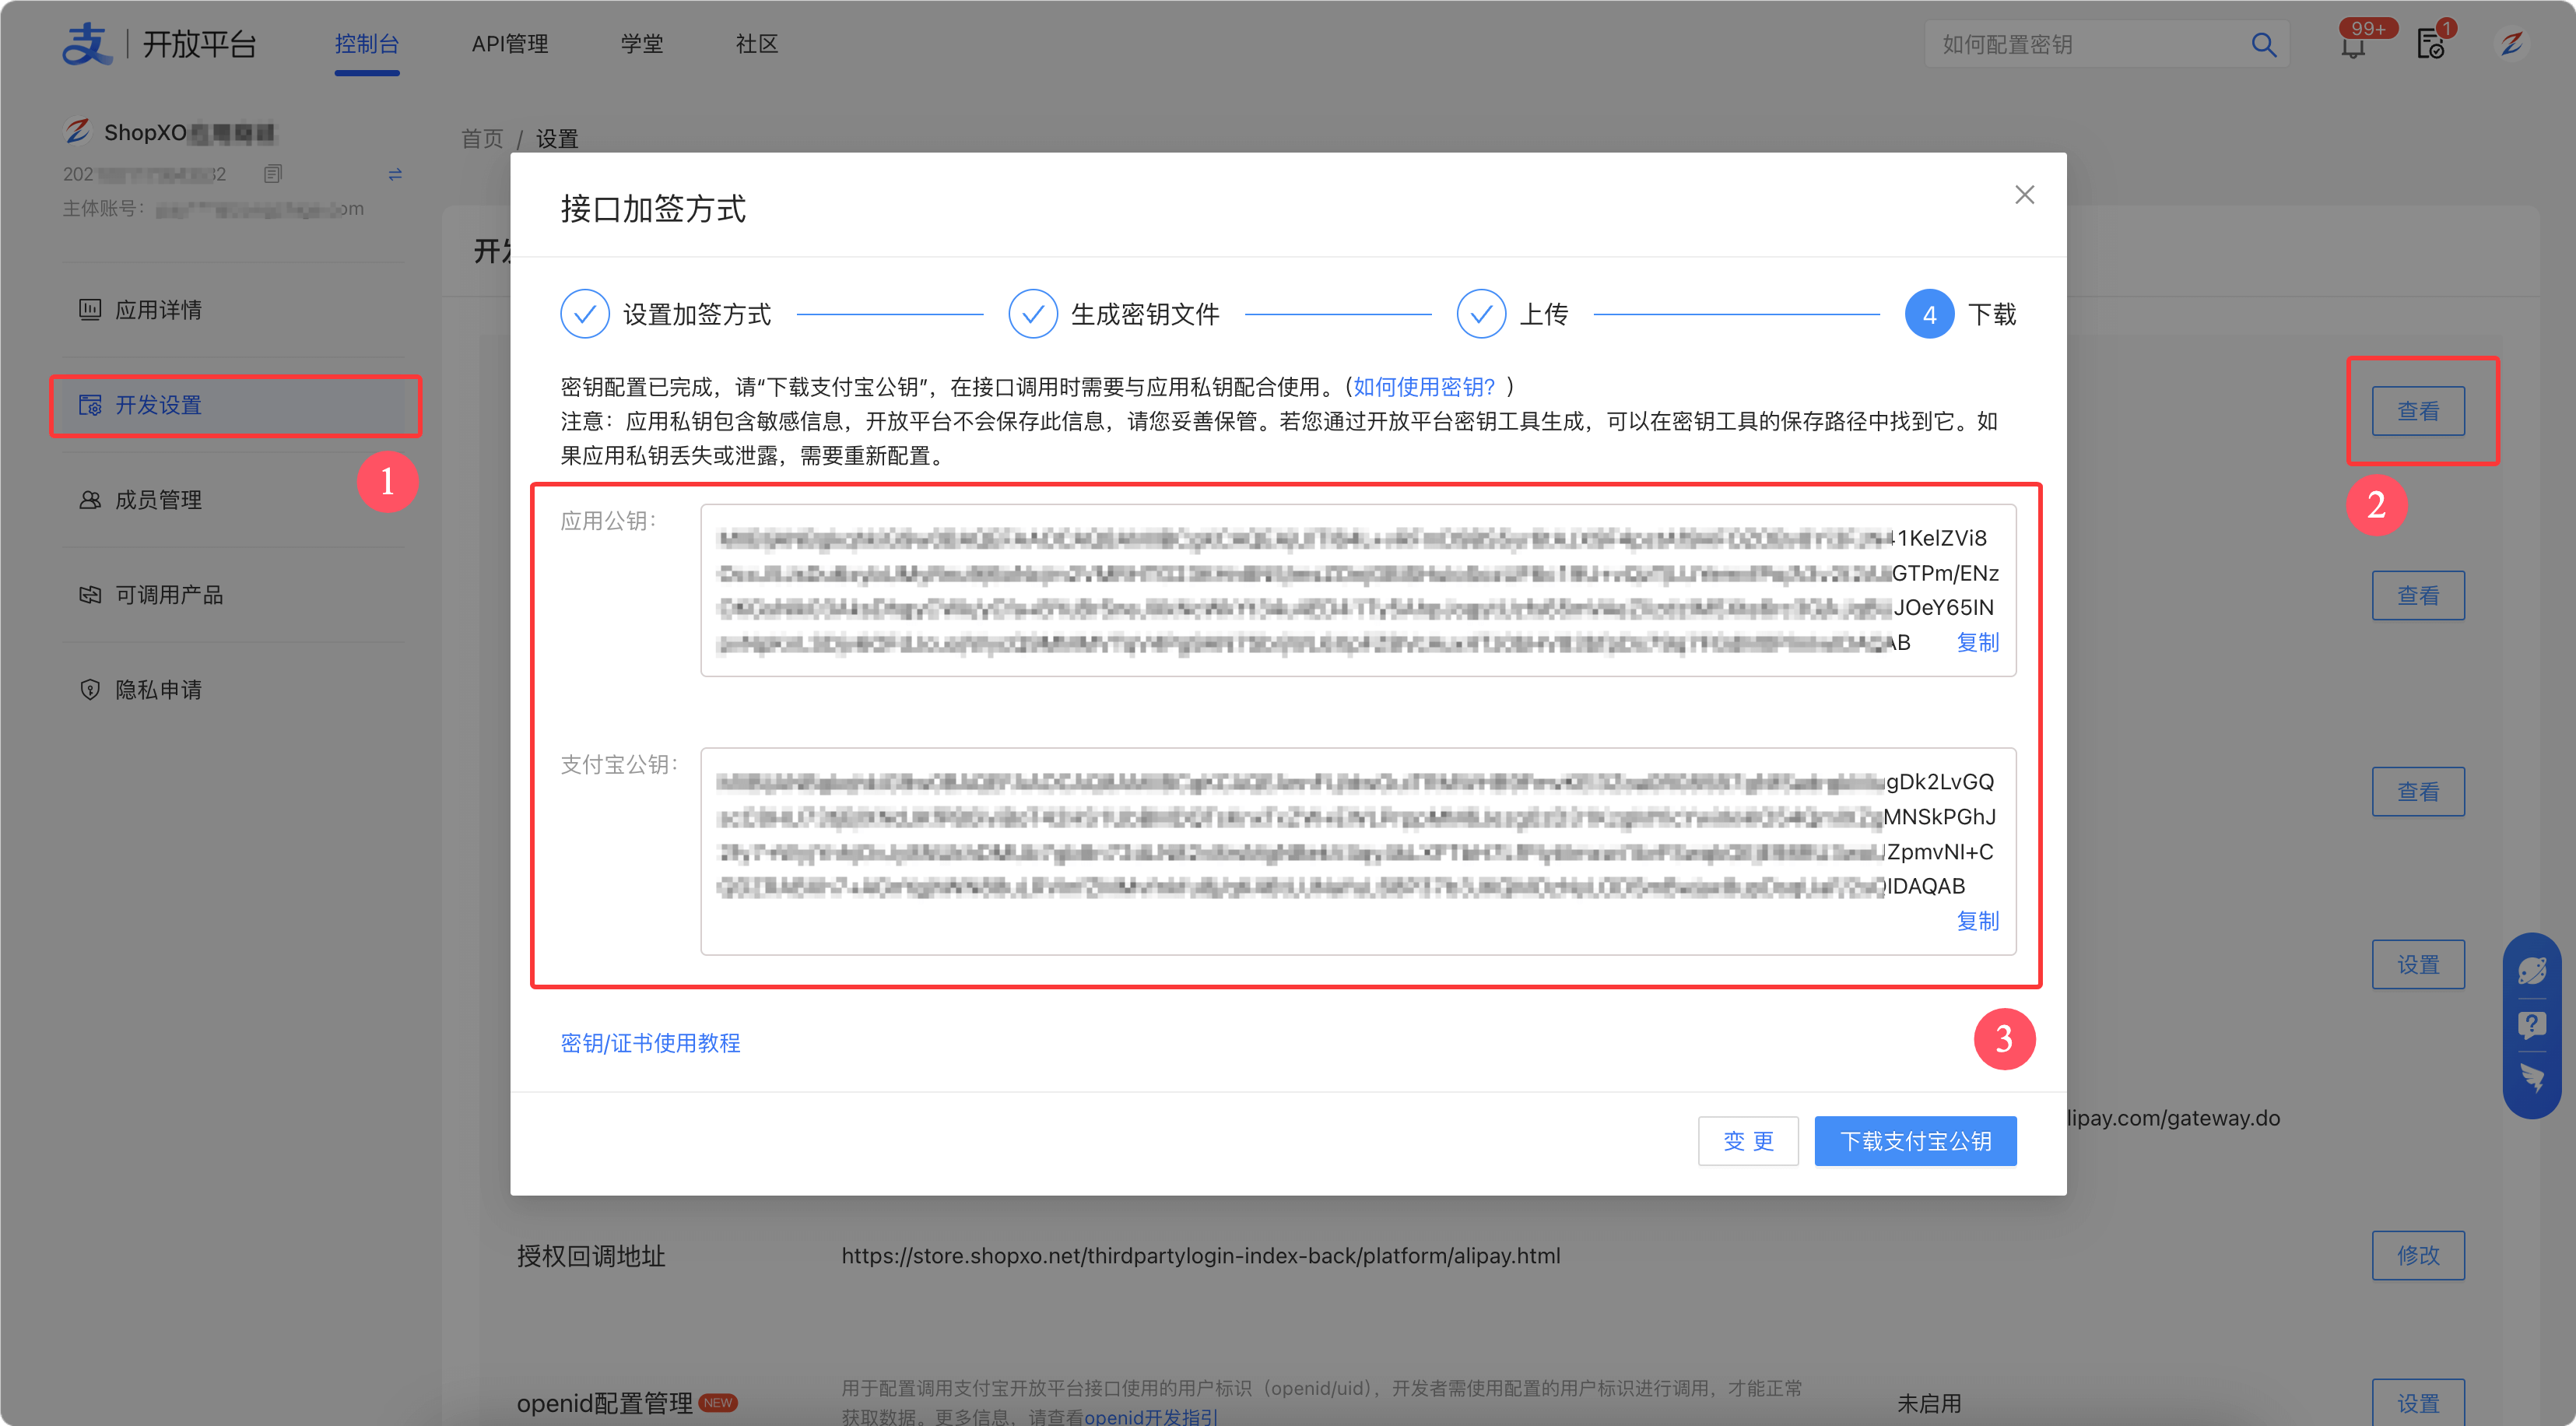 支 | 开放平台
控制台
API管理
学堂
社区
如何配置密钥
99+
1
ShopXO
202
32
主体账号：
om
首页 / 设置
应用详情
开发设置
1
成员管理
可调用产品
隐私申请
接口加签方式
设置加签方式
生成密钥文件
上传
4 下载
密钥配置已完成，请“下载支付宝公钥”，在接口调用时需要与应用私钥配合使用。（如何使用密钥？）
注意：应用私钥包含敏感信息，开放平台不会保存此信息，请您妥善保管。若您通过开放平台密钥工具生成，可以在密钥工具的保存路径中找到它。如
果应用私钥丢失或泄露，需要重新配置。
应用公钥：
1KelZVi8
GTPm/ENz
JOeY65IN
AB
复制
支付宝公钥：
gDk2LvGQ
MNSkPGhJ
ZpmvNI+C
IDAQAB
复制
密钥/证书使用教程
3
变 更
下载支付宝公钥
查看
2
查看
查看
设置
lipay.com/gateway.do
授权回调地址
https://store.shopxo.net/thirdpartylogin-index-back/platform/alipay.html
修改
openid配置管理 NEW
用于配置调用支付宝开放平台接口使用的用户标识（openid/uid），开发者需使用配置的用户标识进行调用，才能正常
获取数据。更多信息，请查看openid开发指引
未启用
设置